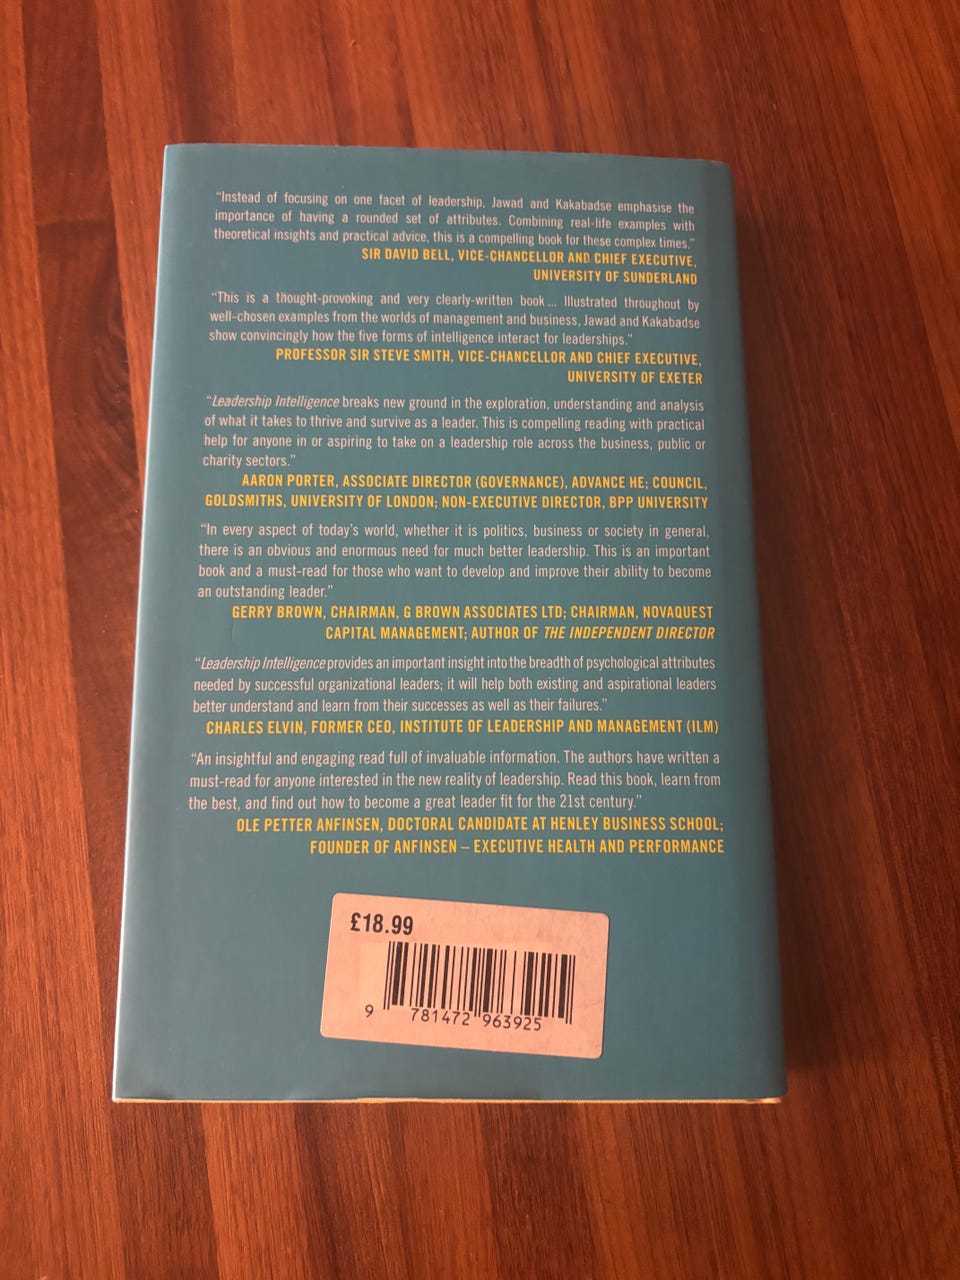 “Instead of focusing on one facet of leadership, Jawad and Kakabadse emphasise the
importance of having a rounded set of attributes. Combining real-life examples with
theoretical insights and practical advice, this is a compelling book for these complex times.”
SIR DAVID BELL, VICE-CHANCELLOR AND CHIEF EXECUTIVE,
UNIVERSITY OF SUNDERLAND
“This is a thought-provoking and very clearly-written book ... Illustrated throughout by
well-chosen examples from the worlds of management and business, Jawad and Kakabadse
show convincingly how the five forms of intelligence interact for leaderships.”
PROFESSOR SIR STEVE SMITH, VICE-CHANCELLOR AND CHIEF EXECUTIVE,
UNIVERSITY OF EXETER
“Leadership Intelligence breaks new ground in the exploration, understanding and analysis
of what it takes to thrive and survive as a leader. This is compelling reading with practical
help for anyone in or aspiring to take on a leadership role across the business, public or
charity sectors.”
AARON PORTER, ASSOCIATE DIRECTOR (GOVERNANCE), ADVANCE HE; COUNCIL,
GOLDSMITHS, UNIVERSITY OF LONDON; NON-EXECUTIVE DIRECTOR, BPP UNIVERSITY
“In every aspect of today’s world, whether it is politics, business or society in general,
there is an obvious and enormous need for much better leadership. This is an important
book and a must-read for those who want to develop and improve their ability to become
an outstanding leader.”
GERRY BROWN, CHAIRMAN, G BROWN ASSOCIATES LTD; CHAIRMAN, NOVAQUEST
CAPITAL MANAGEMENT; AUTHOR OF THE INDEPENDENT DIRECTOR
“Leadership Intelligence provides an important insight into the breadth of psychological attributes
needed by successful organizational leaders; it will help both existing and aspirational leaders
better understand and learn from their successes as well as their failures.”
CHARLES ELVIN, FORMER CEO, INSTITUTE OF LEADERSHIP AND MANAGEMENT (ILM)
“An insightful and engaging read full of invaluable information. The authors have written a
must-read for anyone interested in the new reality of leadership. Read this book, learn from
the best, and find out how to become a great leader fit for the 21st century.”
OLE PETTER ANFINSEN, DOCTORAL CANDIDATE AT HENLEY BUSINESS SCHOOL;
FOUNDER OF ANFINSEN – EXECUTIVE HEALTH AND PERFORMANCE
£18.99
9 781472 963925